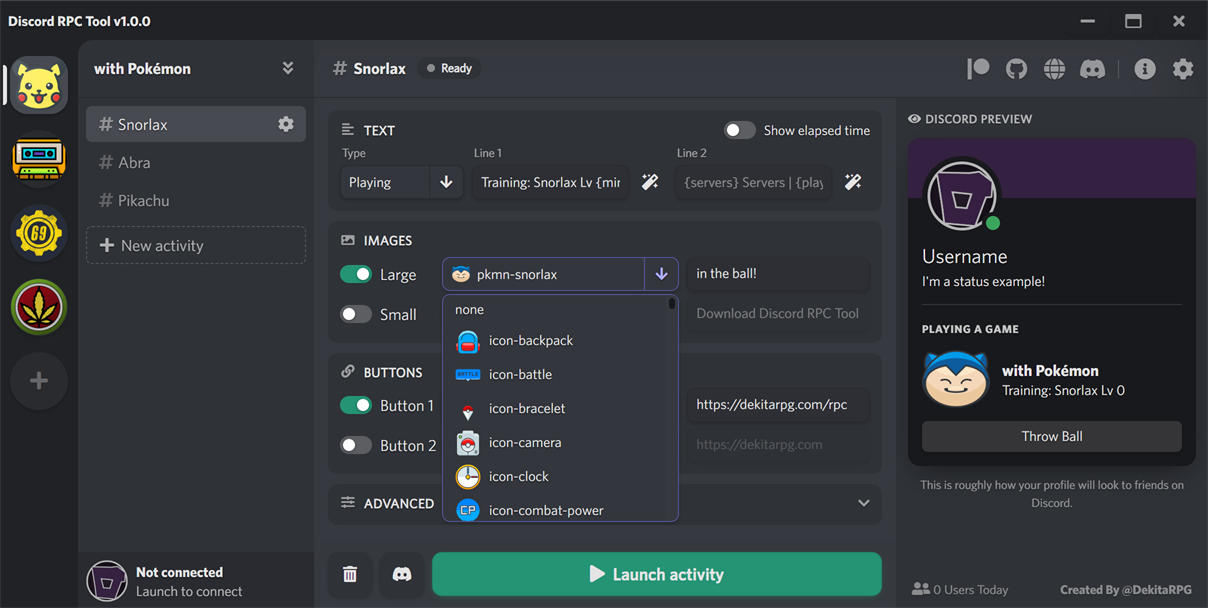 Discord RPC Tool v1.0.0
with Pokémon
# Snorlax
# Abra
# Pikachu
+ New activity
69
Not connected
Launch to connect
# Snorlax
Ready
TEXT
Show elapsed time
Type
Line 1
Line 2
Playing
Training: Snorlax Lv {min
{servers} Servers | {play
IMAGES
Large
pkmn-snorlax
in the ball!
Small
Download Discord RPC Tool
none
icon-backpack
BATTLE
icon-battle
icon-bracelet
icon-camera
icon-clock
CP
icon-combat-power
BUTTONS
Button 1
https://dekitarpg.com/rpc
Button 2
https://dekitarpg.com
ADVANCED
Launch activity
DISCORD PREVIEW
Username
I'm a status example!
PLAYING A GAME
with Pokémon
Training: Snorlax Lv 0
Throw Ball
This is roughly how your profile will look to friends on
Discord.
0 Users Today
Created By @DekitaRPG